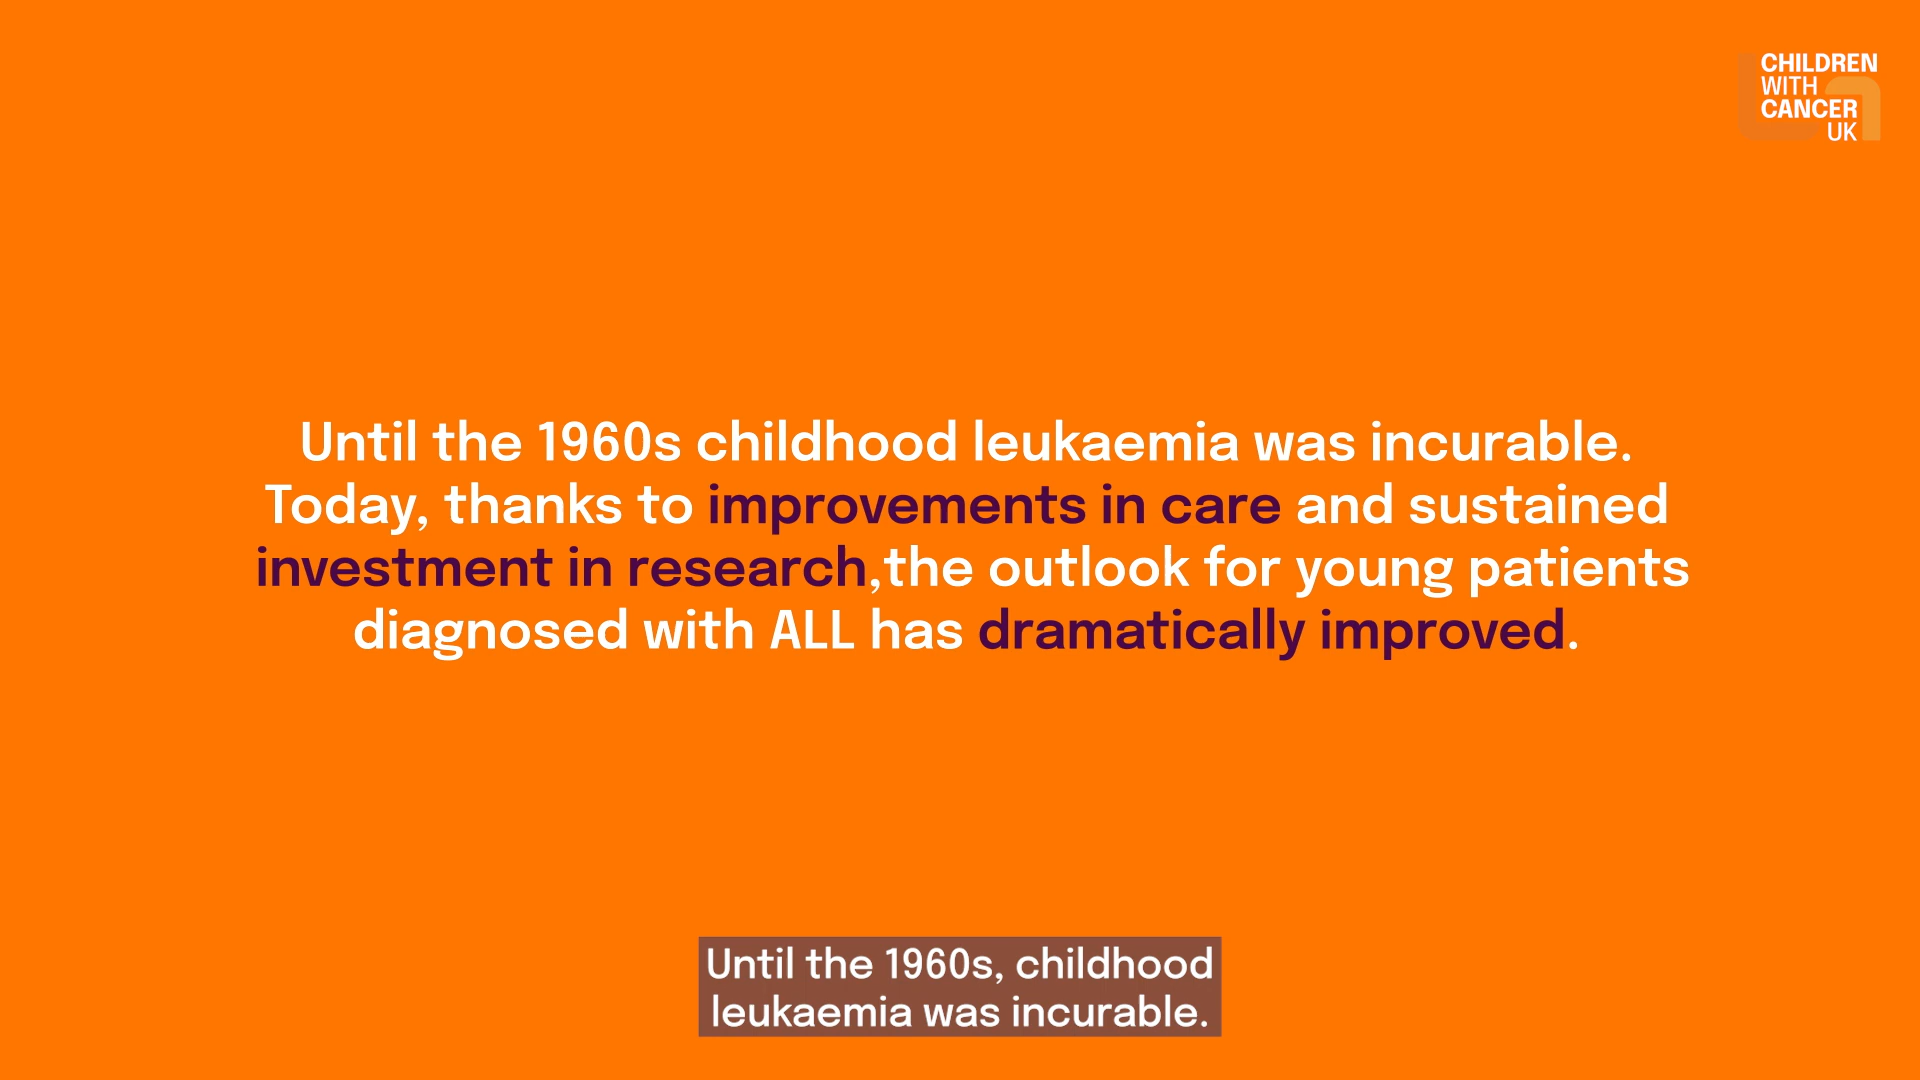 CHILDREN
WITH
CANCER
UK
Until the 1960s childhood leukaemia was incurable.
Today, thanks to improvements in care and sustained
investment in research,the outlook for young patients
diagnosed with ALL has dramatically improved.
Until the 1960s, childhood
leukaemia was incurable.